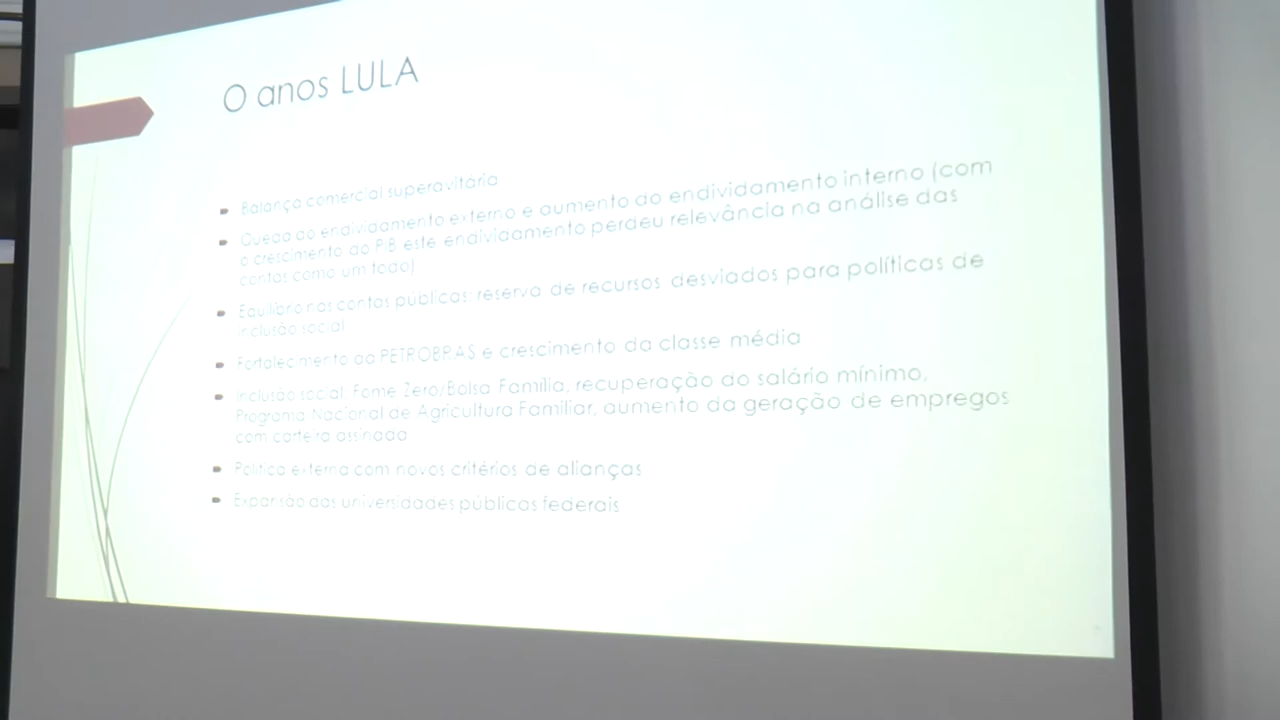 O anos LULA
Balança comercial superavitária
Queda do endividamento externo e aumento do endividamento interno (com
o crescimento do PIB este endividamento perdeu relevância na análise das
contas como um todo)
Equilíbrio nas contas públicas: reserva de recursos desviados para políticas de
inclusão social
Fortalecimento da PETROBRAS e crescimento da classe média
Inclusão social: Fome Zero/Bolsa Família, recuperação do salário mínimo,
Programa Nacional de Agricultura Familiar, aumento da geração de empregos
com carteira assinada
Política externa com novos critérios de alianças
Expansão das universidades públicas federais